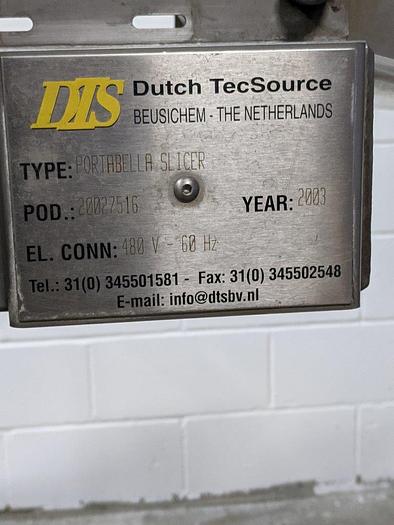 DTS Dutch TecSource
BEUSICHEM - THE NETHERLANDS
TYPE: PORTABELLA SLICER
POD.: 20027516 YEAR: 2003
EL. CONN: 480 V - 60 Hz
Tel.: 31(0) 345501581 - Fax: 31(0) 345502548
E-mail: info@dtsbv.nl